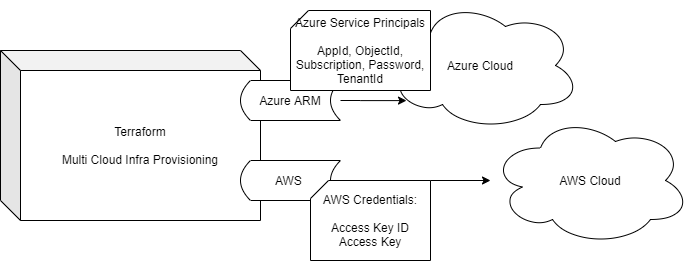 Azure Service Principals
AppId, ObjectId,
Subscription, Password,
TenantId
Azure Cloud
Azure ARM
Terraform
Multi Cloud Infra Provisioning
AWS
AWS Cloud
AWS Credentials:
Access Key ID
Access Key